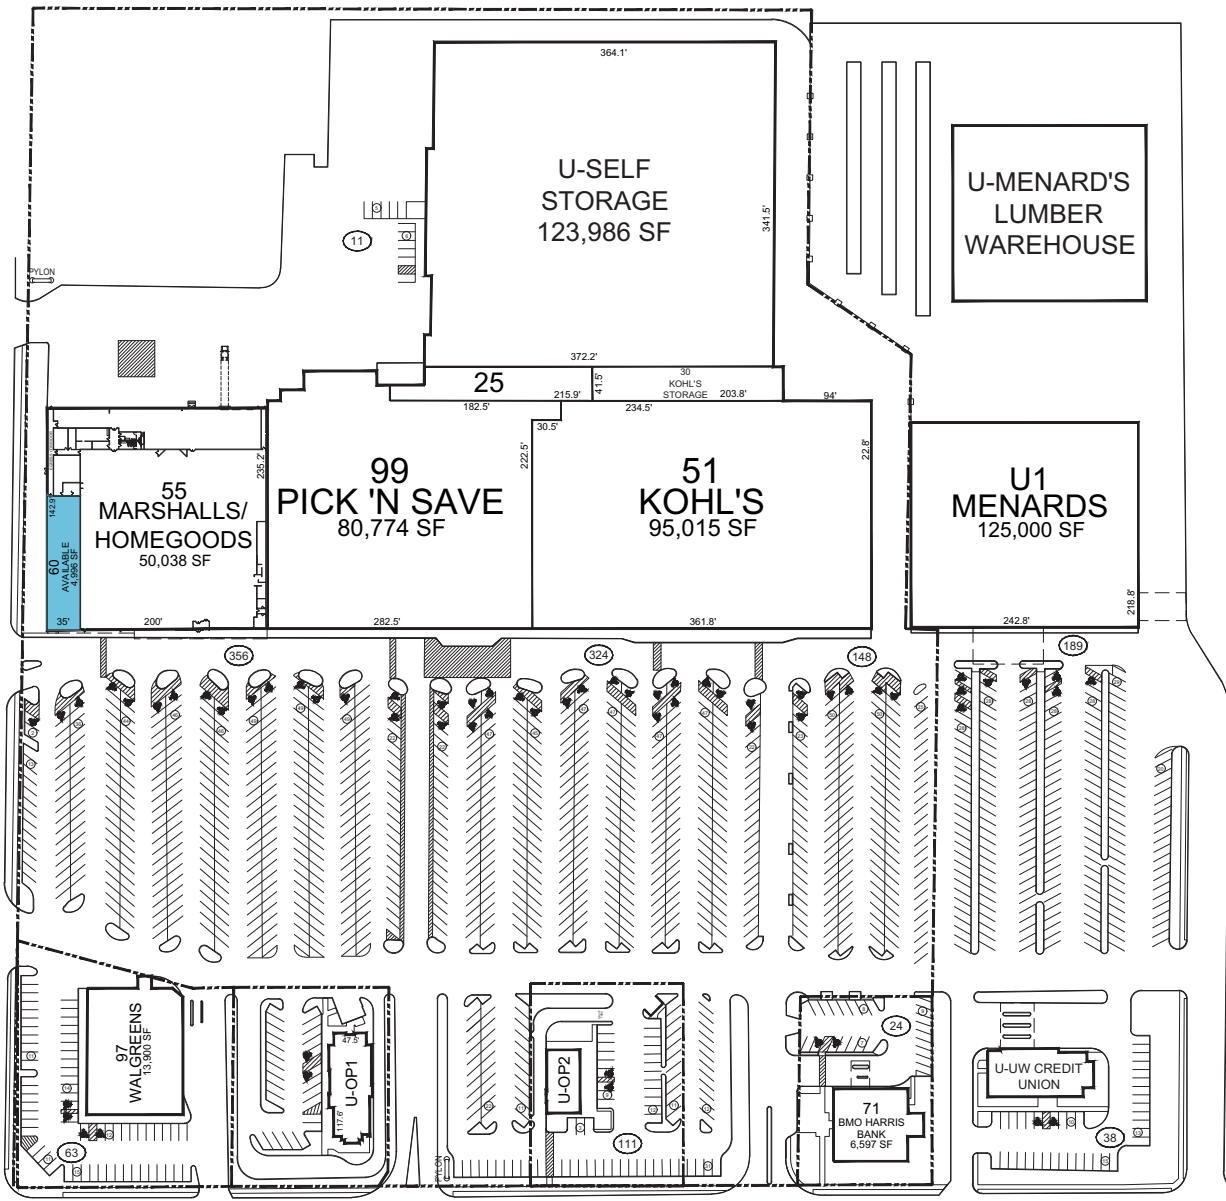 364.1'
U-SELF
STORAGE
123,986 SF
341.5'
U-MENARD'S
LUMBER
WAREHOUSE
11
PYLON
372.2'
25
215.9'
41.5'
30
KOHL'S
STORAGE
203.8'
94'
182.5'
234.5'
30.5'
222.5'
22.8'
235.2'
142.9'
55
MARSHALLS/
HOMEGOODS
50,038 SF
99
PICK 'N SAVE
80,774 SF
51
KOHL'S
95,015 SF
U1
MENARDS
125,000 SF
60
AVAILABLE
4,996 SF
35'
200'
282.5'
361.8'
242.8'
218.8'
356
324
148
189
97
WALGREENS
13,900 SF
63
47.5'
U-OP1
117.6'
PYLON
U-OP2
111
24
71
BMO HARRIS
BANK
6,597 SF
U-UW CREDIT
UNION
38